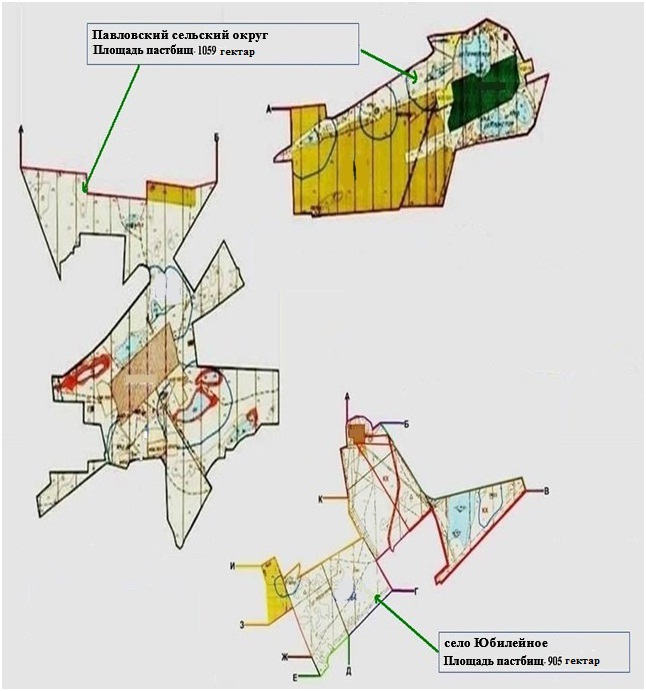 Павловский сельский округ
Площадь пастбищ- 1059 гектар
А
А
Б
А
Б
К
В
И
Г
З
Ж
Д
Е
село Юбилейное
Площадь пастбищ- 905 гектар